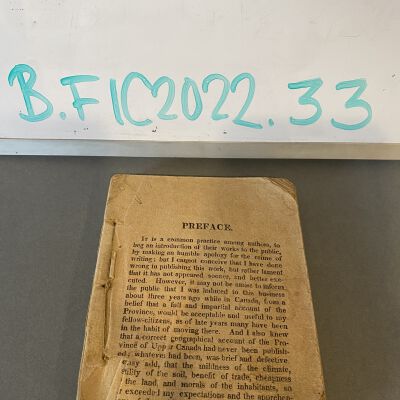 B.FIC2022.33
PREFACE.
It is a common practice among authors, to
beg an introduction of their works to the public,
by making an humble apology for the crime of
writing; but I cannot conceive that I have done
wrong in publishing this work, but rather lament
that it has not appeared sooner, and better exe-
cuted. However, it may not be amiss to inform
the public that I was induced to this business
about three years ago while in Canada, from a
belief that a full and impartial account of the
Province, would be acceptable and useful to my
fellow-citizens, as of late years many have been
in the habit of moving there. And I also knew
that a correct geographical account of the Pro-
vince of Upper Canada had never been publish-
ed; whatever had been, was brief and defective.
may add, that the mildness of the climate,
of the soil, benefit of trade, cheapness
the land, and morals of the inhabitants, so
exceeded my expectations and the apprehen-